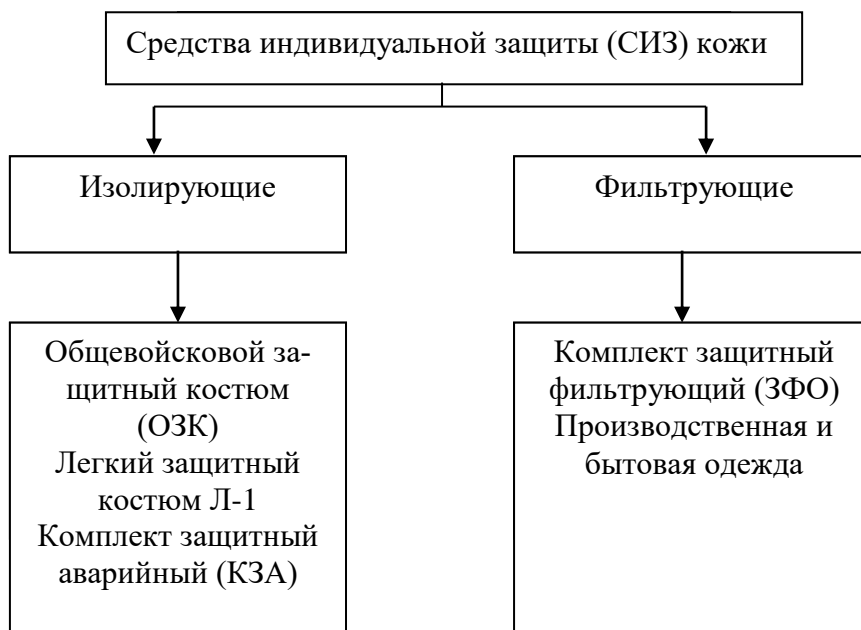 Средства индивидуальной защиты (СИЗ) кожи
Изолирующие
Фильтрующие
Общевойсковой за-
щитный костюм
(ОЗК)
Легкий защитный
костюм Л-1
Комплект защитный
аварийный (КЗА)
Комплект защитный
фильтрующий (ЗФО)
Производственная и
бытовая одежда